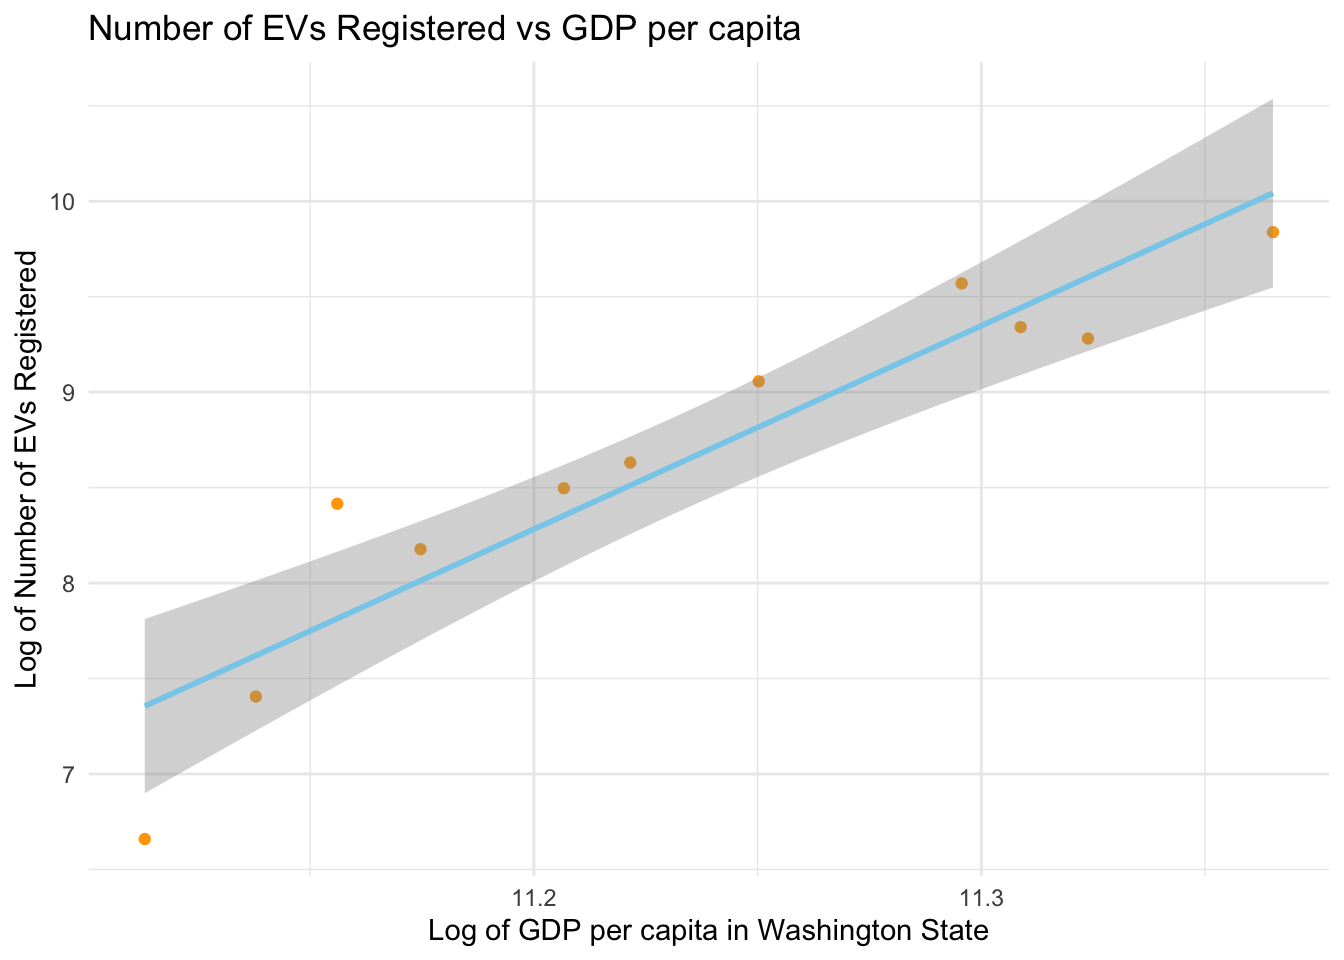 Number of EVs Registered vs GDP per capita
Log of Number of EVs Registered
10
9
8
7
11.2
11.3
Log of GDP per capita in Washington State